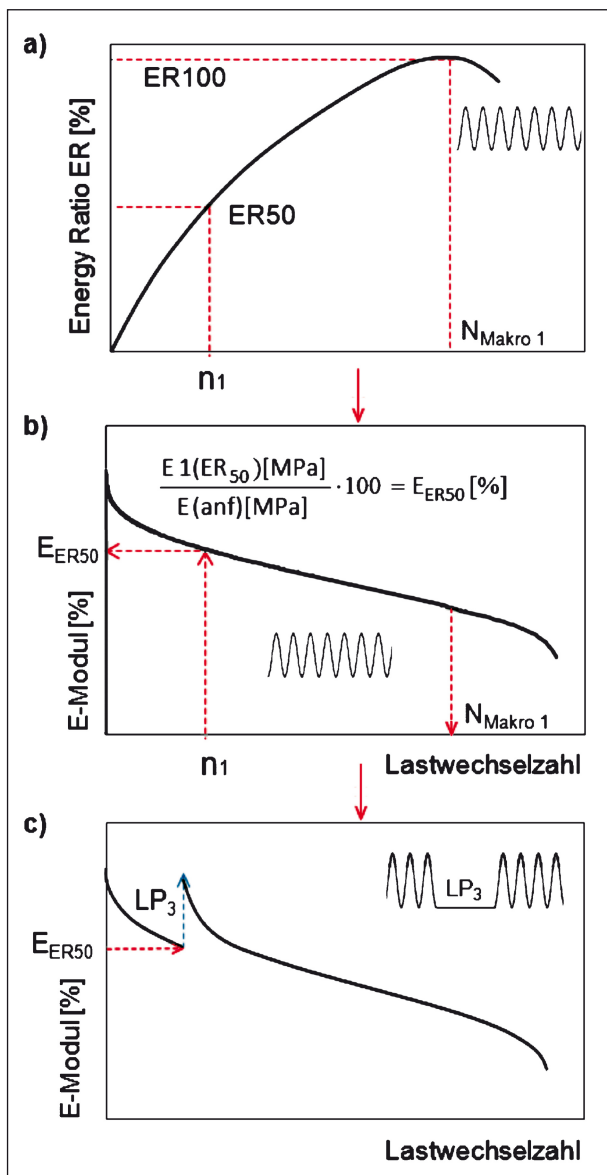 a)
ER100
ER50
Energy Ratio ER [%]
N_Makro 1
n₁
b)
E 1(ER₅₀)[MPa]
E(anf)[MPa]
·100 = E_ER50 [%]
E_ER50
E-Modul [%]
N_Makro 1
n₁
Lastwechselzahl
c)
LP₃
LP₃
E_ER50
E-Modul [%]
Lastwechselzahl